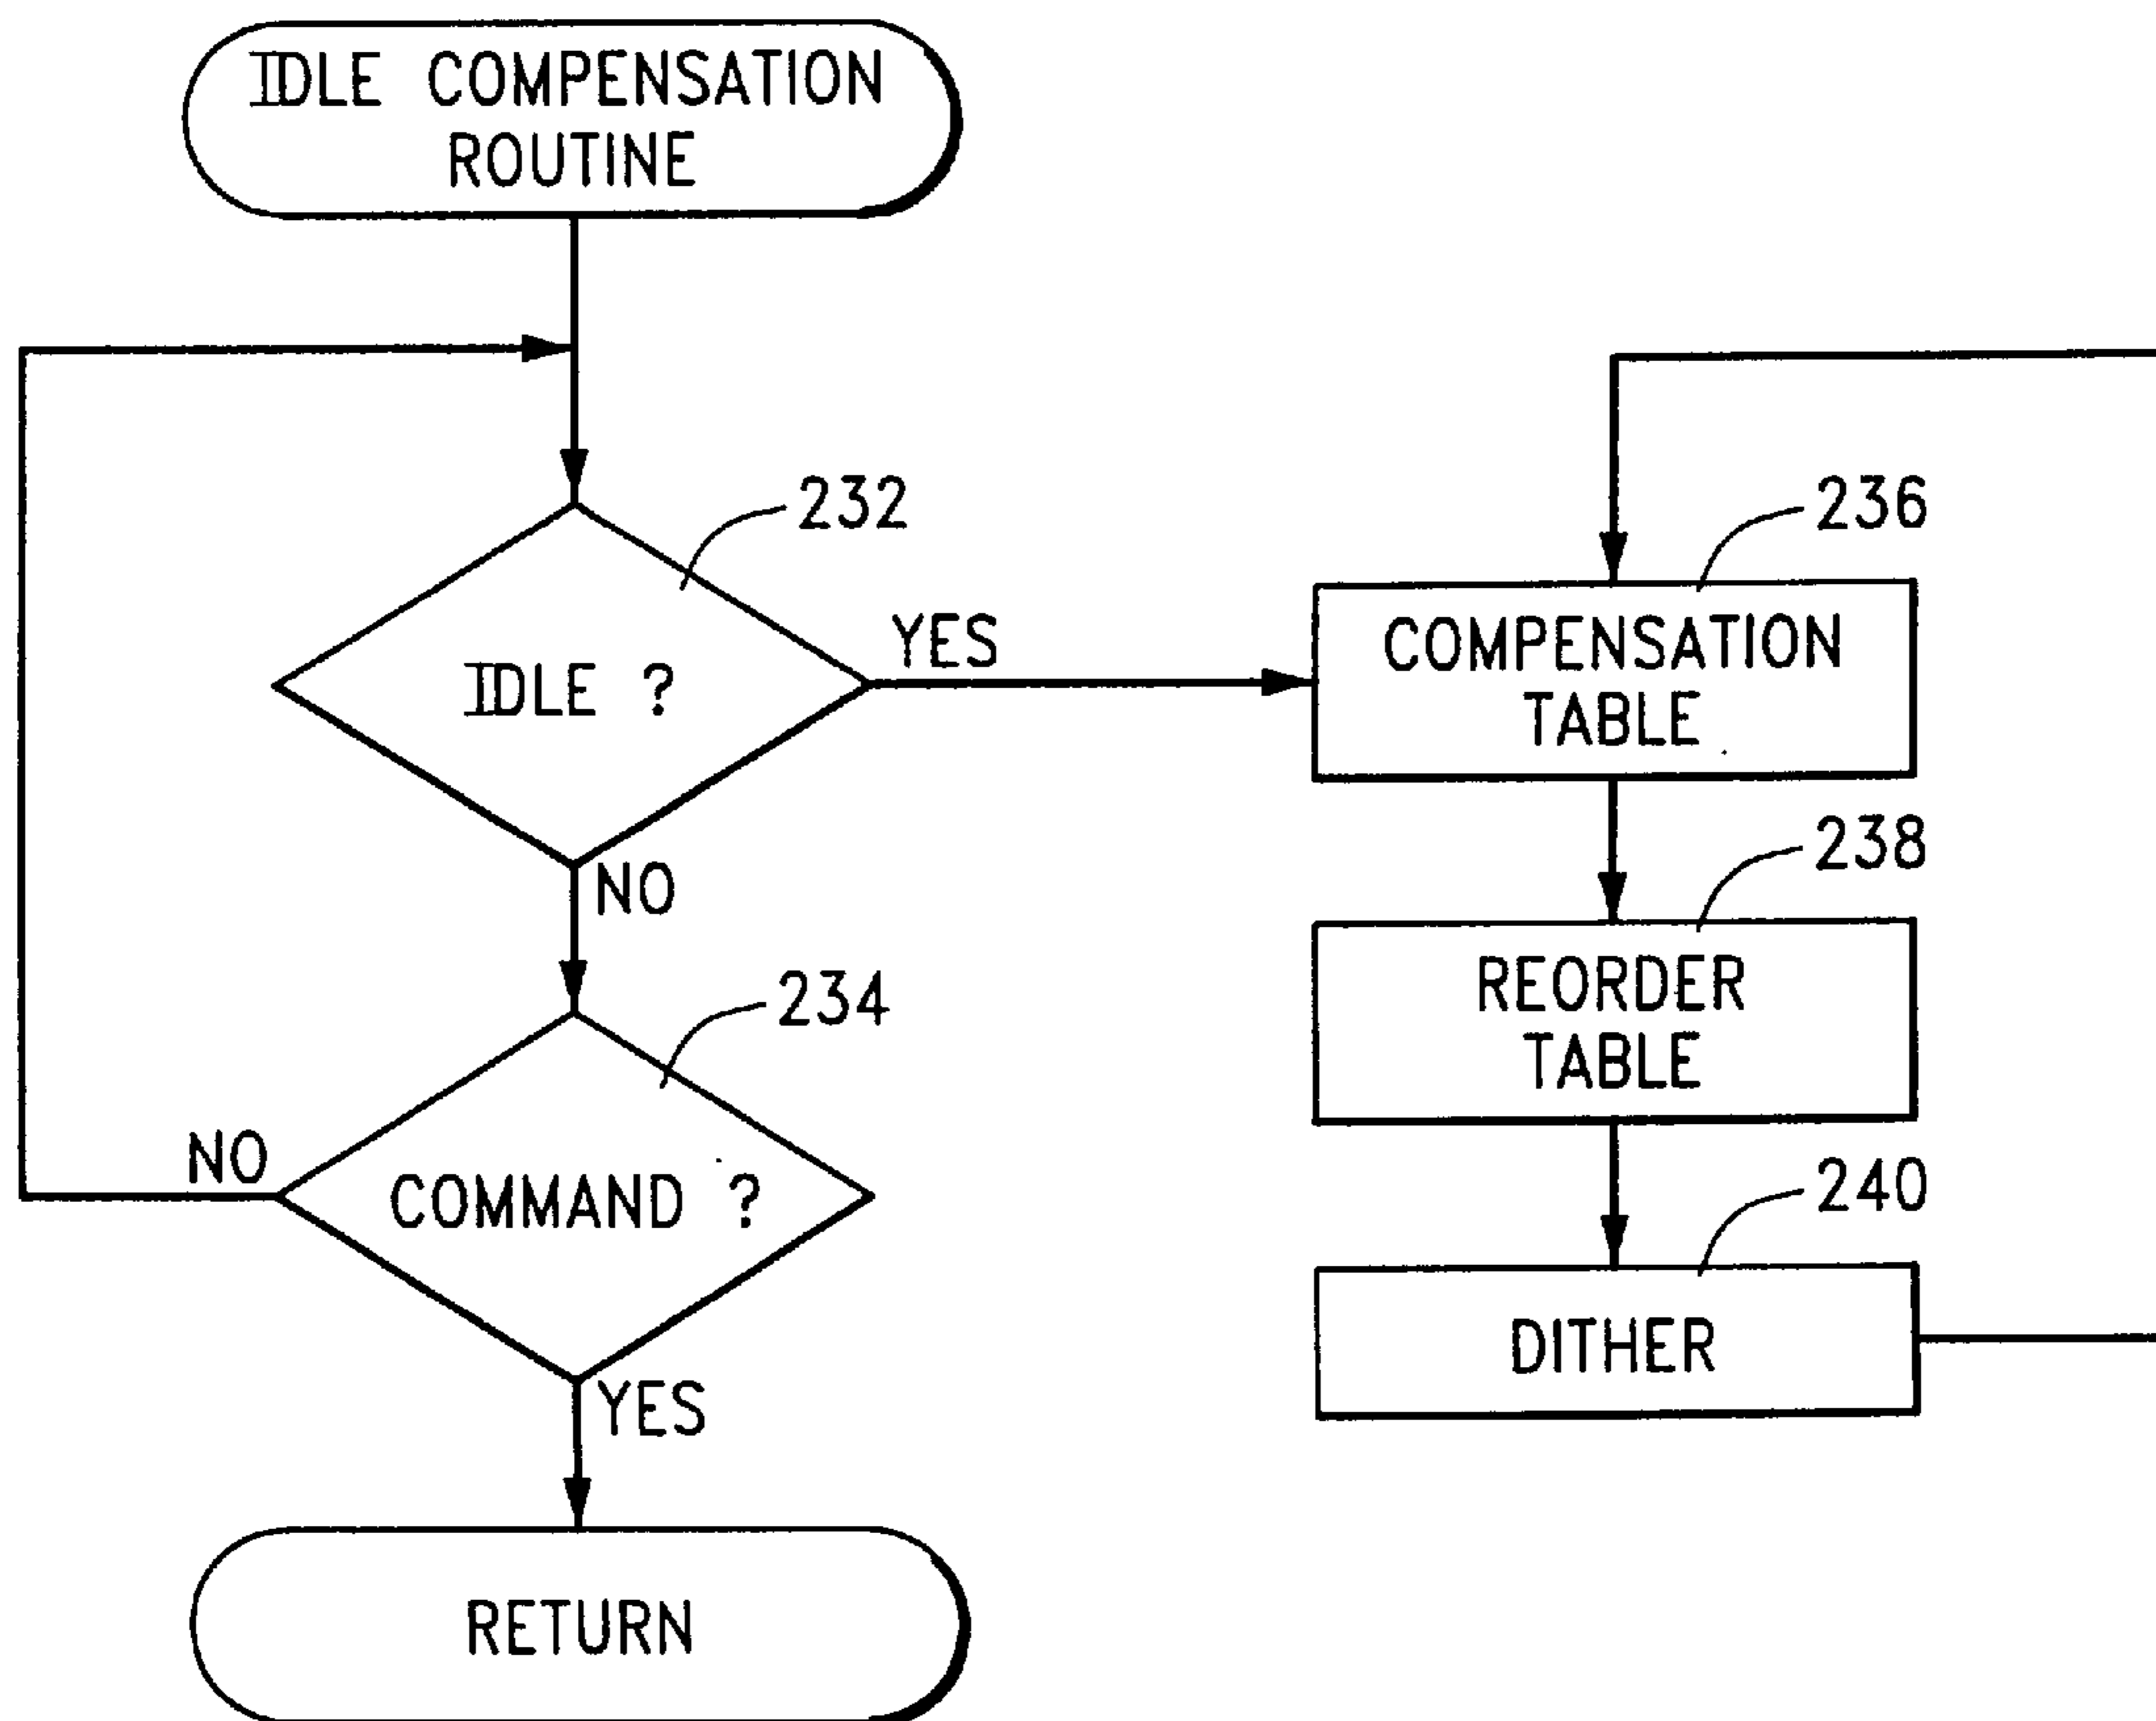 IDLE COMPENSATION
ROUTINE
232
IDLE ?
YES
NO
234
COMMAND ?
NO
YES
RETURN
236
COMPENSATION
TABLE
238
REORDER
TABLE
240
DITHER